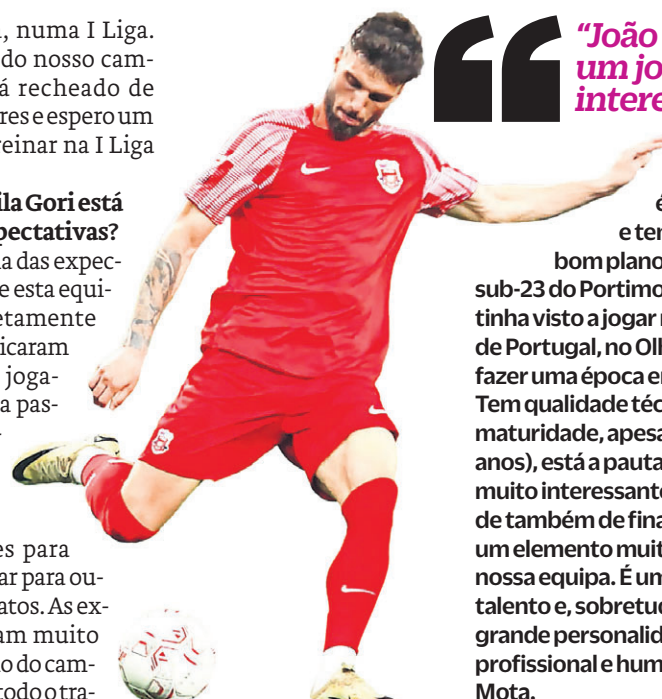 , numa I Liga.
do nosso cam-
á recheado de
res e espero um
reinar na I Liga
ila Gori está
pectativas?
a das expec-
e esta equi-
etamente
icaram
joga-
a pas-
-
es para
ar para ou-
atos. As ex-
am muito
o do cam-
todo o tra-
“João
um jo
intere
é
e ten
bom plano
sub-23 do Portimo
tinha visto a jogar n
de Portugal, no Olh
fazer uma época en
Tem qualidade téc
maturidade, apesa
anos), está a pauta
muito interessante
de também de fina
um elemento muit
nossa equipa. É um
talento e, sobretud
grande personalid
profissional e hum
Mota.